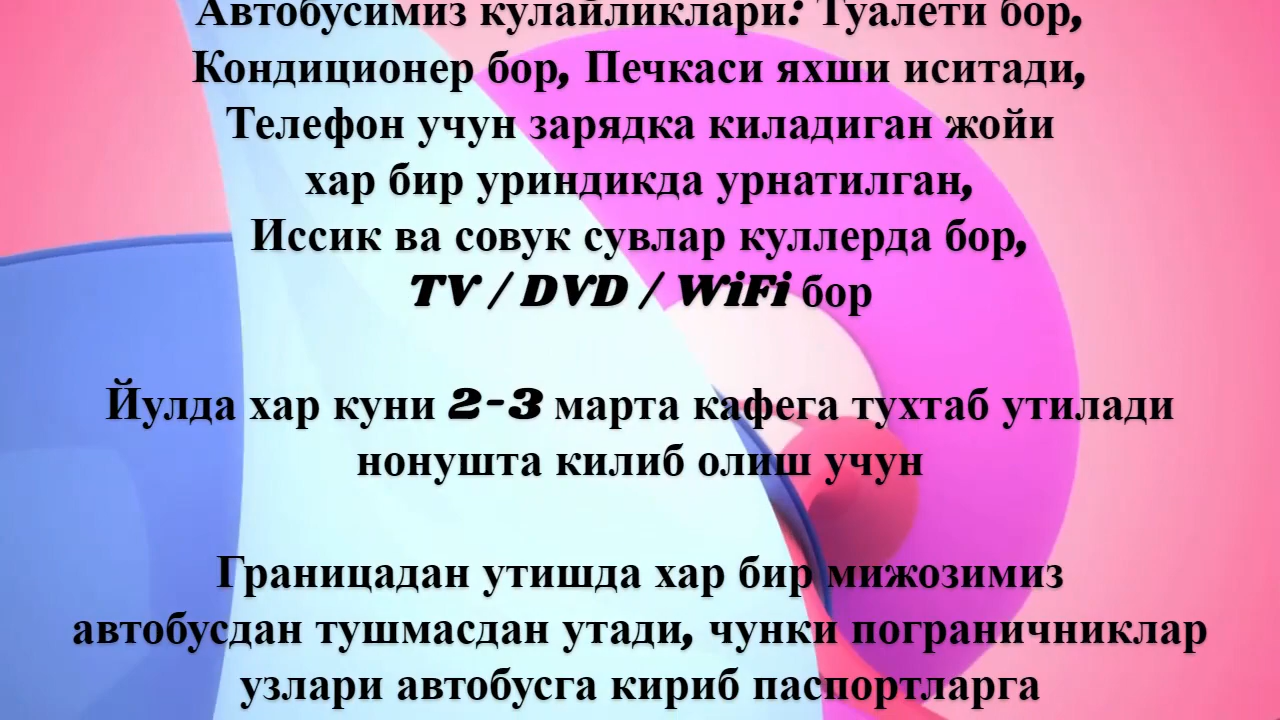 Автобусимиз кулайликлари: Туалети бор,
Кондиционер бор, Печкаси яхши иситади,
Телефон учун зарядка киладиган жойи
хар бир уриндикда урнатилган,
Иссик ва совук сувлар куллерда бор,
TV / DVD / WiFi бор
Йулда хар куни 2-3 марта кафега тухтаб утилади
нонушта килиб олиш учун
Границадан утишда хар бир мижозимиз
автобусдан тушмасдан утади, чунки пограничниклар
узлари автобусга кириб паспортларга